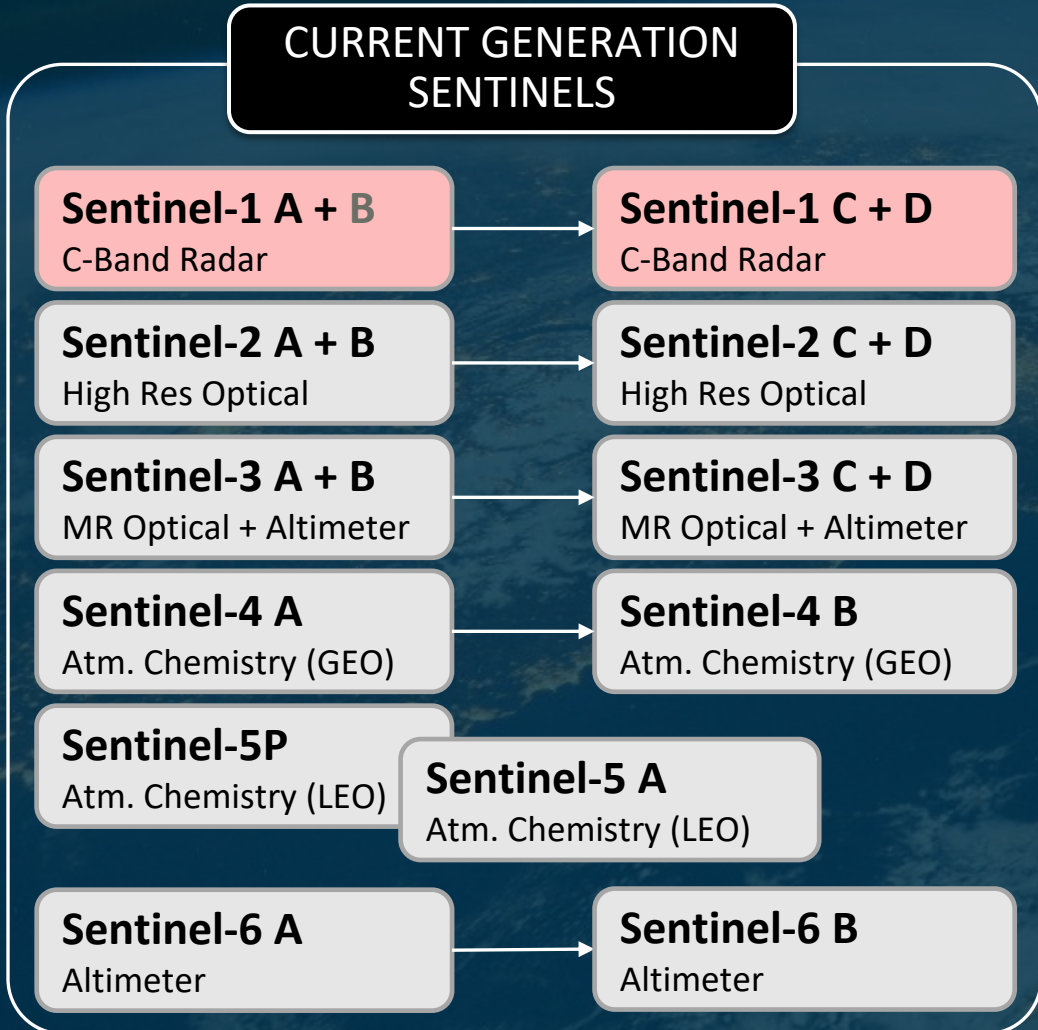 CURRENT GENERATION
SENTINELS
Sentinel-1 A + B
C-Band Radar
Sentinel-1 C + D
C-Band Radar
Sentinel-2 A + B
High Res Optical
Sentinel-2 C + D
High Res Optical
Sentinel-3 A + B
MR Optical + Altimeter
Sentinel-3 C + D
MR Optical + Altimeter
Sentinel-4 A
Atm. Chemistry (GEO)
Sentinel-4 B
Atm. Chemistry (GEO)
Sentinel-5P
Atm. Chemistry (LEO)
Sentinel-5 A
Atm. Chemistry (LEO)
Sentinel-6 A
Altimeter
Sentinel-6 B
Altimeter